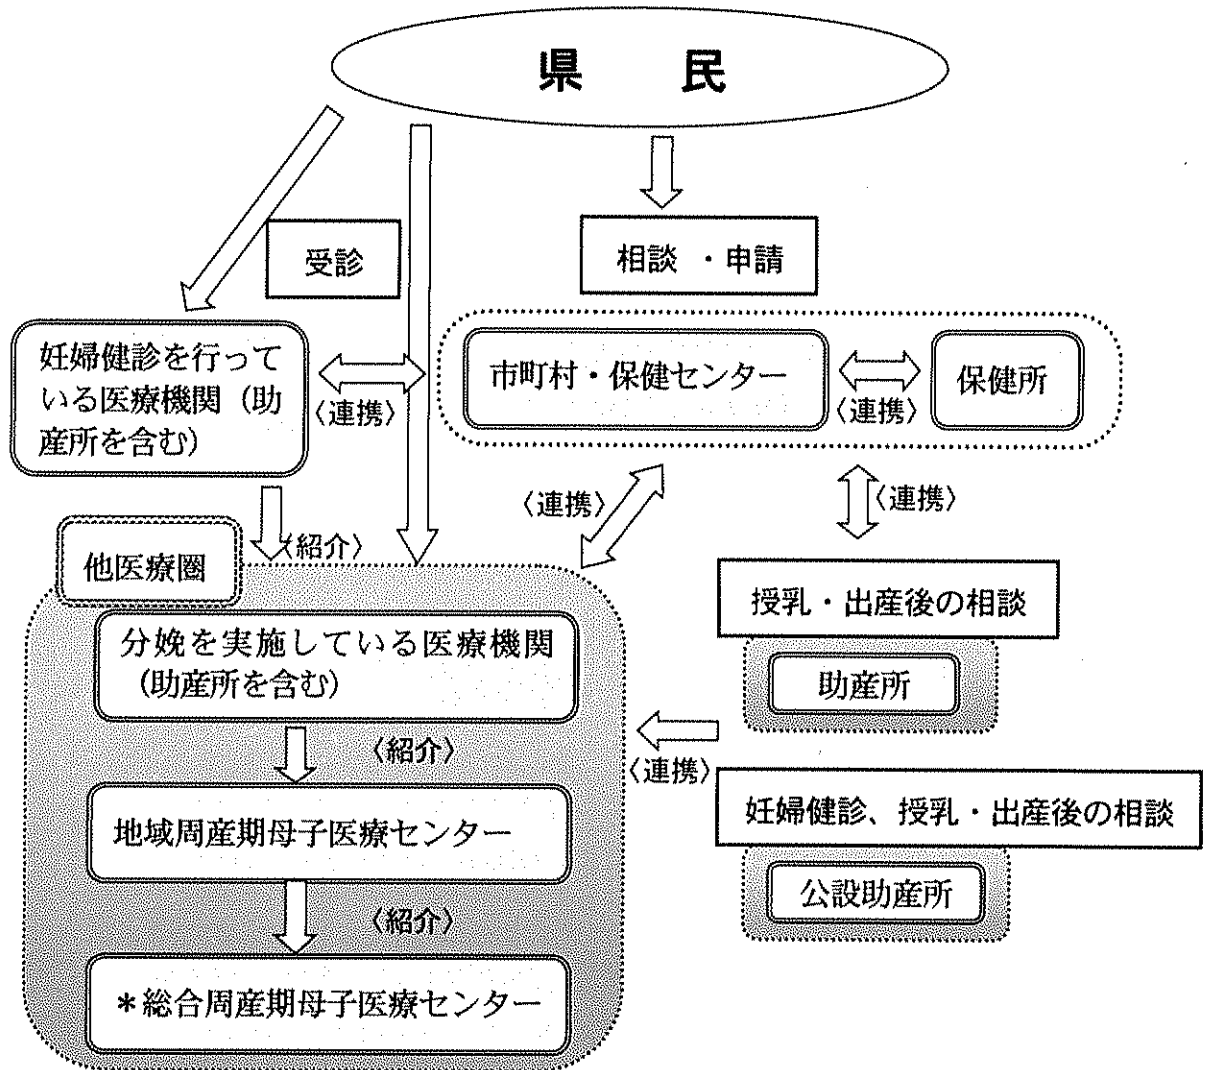 県　民
受診
相談 ・申請
妊婦健診を行って
いる医療機関（助
産所を含む）
〈連携〉
市町村・保健センター
〈連携〉
保健所
〈連携〉
〈連携〉
〈紹介〉
他医療圏
分娩を実施している医療機関
（助産所を含む）
〈紹介〉
地域周産期母子医療センター
〈紹介〉
＊総合周産期母子医療センター
授乳・出産後の相談
助産所
〈連携〉
妊婦健診、授乳・出産後の相談
公設助産所